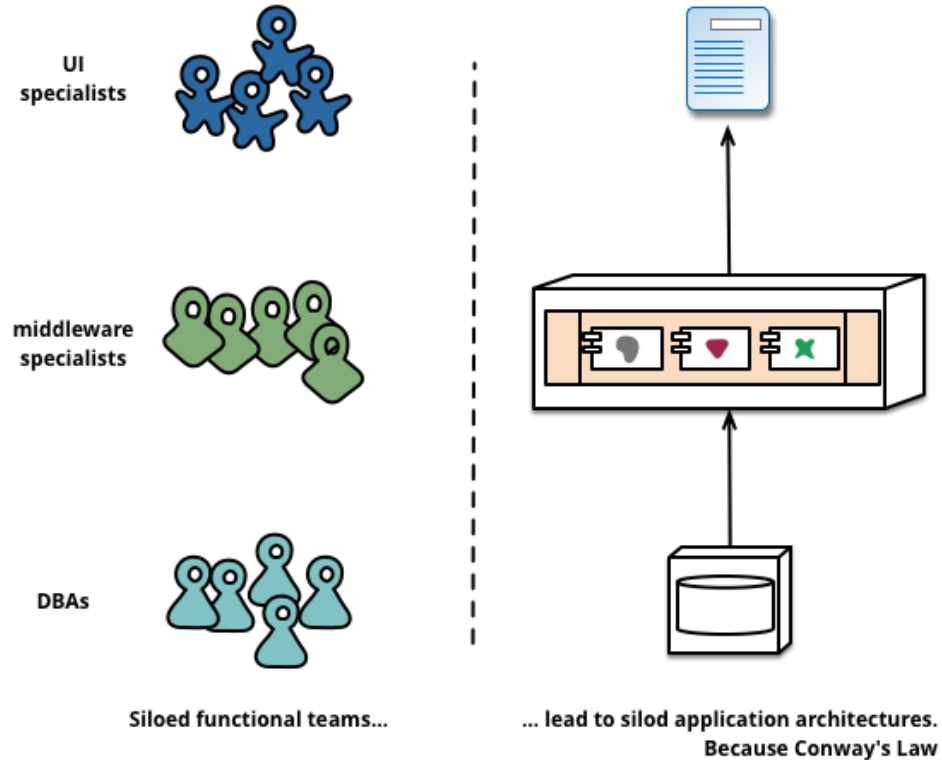 UI
specialists
middleware
specialists
DBAs
Siloed functional teams...
... lead to silod application architectures.
Because Conway's Law